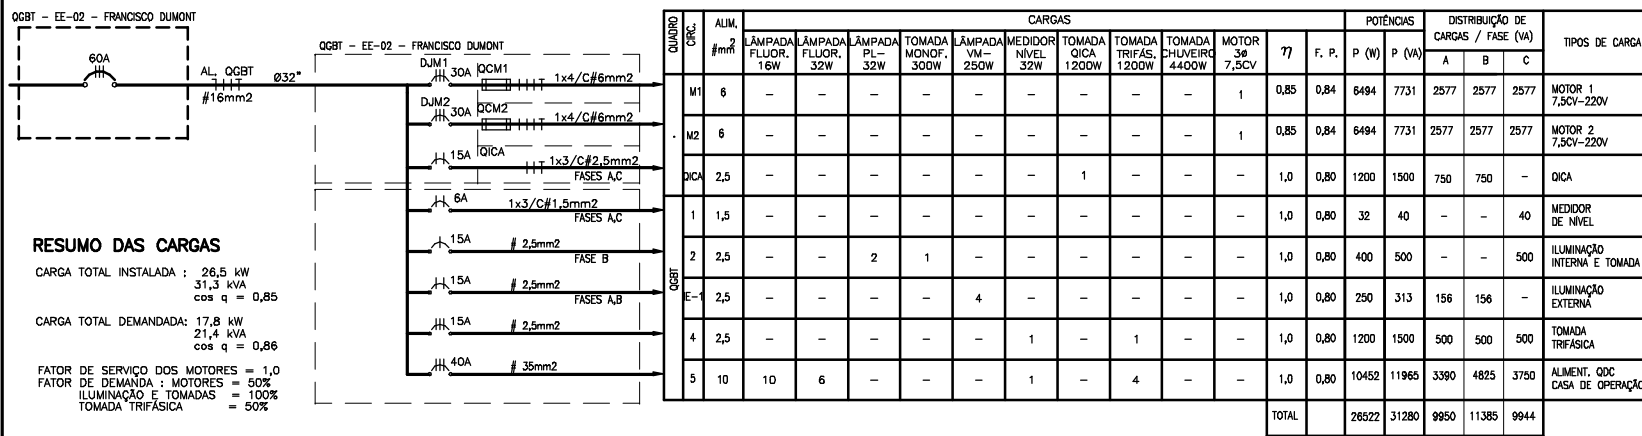 QGBT - EE-02 - FRANCISCO DUMONT
60A
AL. QGBT
#16mm2
Ø32"
QGBT - EE-02 - FRANCISCO DUMONT
DJM1
30A
QCM1
1x4/C#6mm2
DJM2
30A
QCM2
1x4/C#6mm2
15A
QICA
1x3/C#2,5mm2
FASES A,C
6A
1x3/C#1,5mm2
FASES A,C
15A
# 2,5mm2
FASE B
15A
# 2,5mm2
FASES A,B
15A
# 2,5mm2
40A
# 35mm2
RESUMO DAS CARGAS
CARGA TOTAL INSTALADA : 26,5 kW
31,3 kVA
cos q = 0,85
CARGA TOTAL DEMANDADA: 17,8 kW
21,4 kVA
cos q = 0,86
FATOR DE SERVIÇO DOS MOTORES = 1,0
FATOR DE DEMANDA : MOTORES = 50%
ILUMINAÇÃO E TOMADAS = 100%
TOMADA TRIFÁSICA = 50%
QUADRO
CIRC.
ALIM.
#mm2
CARGAS
POTÊNCIAS
DISTRIBUIÇÃO DE
CARGAS / FASE (VA)
TIPOS DE CARGA
LÂMPADA FLUOR. 16W
LÂMPADA FLUOR. 32W
LÂMPADA PL- 32W
TOMADA MONOF. 300W
LÂMPADA VM- 250W
MEDIDOR NÍVEL 32W
TOMADA QICA 1200W
TOMADA TRIFÁS. 1200W
TOMADA CHUVEIRO 4400W
MOTOR 3ø 7,5CV
η
F. P.
P (W)
P (VA)
A
B
C
M1 6 - - - - - - - - - 1 0,85 0,84 6494 7731 2577 2577 2577 MOTOR 1
7,5CV-220V
M2 6 - - - - - - - - - 1 0,85 0,84 6494 7731 2577 2577 2577 MOTOR 2
7,5CV-220V
QICA 2,5 - - - - - - 1 - - - 1,0 0,80 1200 1500 750 750 - QICA
QGBT
1 1,5 - - - - - - - - - - 1,0 0,80 32 40 - - 40 MEDIDOR
DE NÍVEL
2 2,5 - - 2 1 - - - - - - 1,0 0,80 400 500 - - 500 ILUMINAÇÃO
INTERNA E TOMADA
IE-1 2,5 - - - - 4 - - - - - 1,0 0,80 250 313 156 156 - ILUMINAÇÃO
EXTERNA
4 2,5 - - - - - 1 - 1 - - 1,0 0,80 1200 1500 500 500 500 TOMADA
TRIFÁSICA
5 10 10 6 - - - 1 - 4 - - 1,0 0,80 10452 11965 3390 4825 3750 ALIMENT. QDC
CASA DE OPERAÇÃO
TOTAL 26522 31280 9950 11385 9944